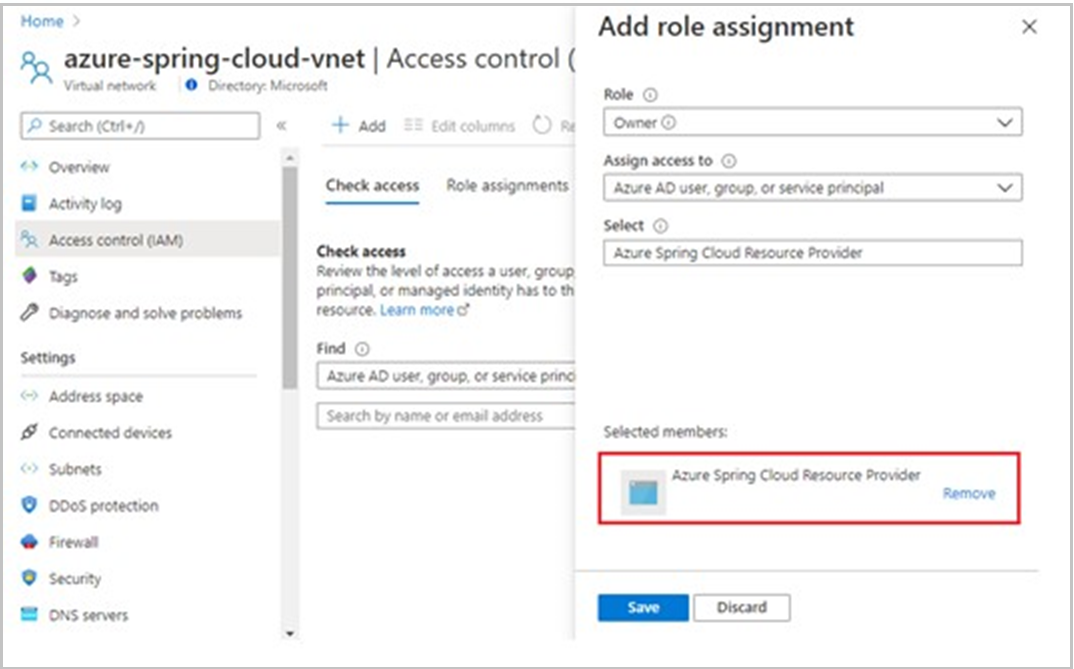 Home >
azure-spring-cloud-vnet | Access control (
Virtual network
Directory: Microsoft
Search (Ctrl+/)
«
Overview
Activity log
Access control (IAM)
Tags
Diagnose and solve problems
Settings
Address space
Connected devices
Subnets
DDoS protection
Firewall
Security
DNS servers
+ Add
Edit columns
Re
Check access
Role assignments
Check access
Review the level of access a user, group,
principal, or managed identity has to th
resource. Learn more
Find
Azure AD user, group, or service princi
Search by name or email address
Add role assignment
Role
Owner
Assign access to
Azure AD user, group, or service principal
Select
Azure Spring Cloud Resource Provider
Selected members:
Azure Spring Cloud Resource Provider
Remove
Save
Discard